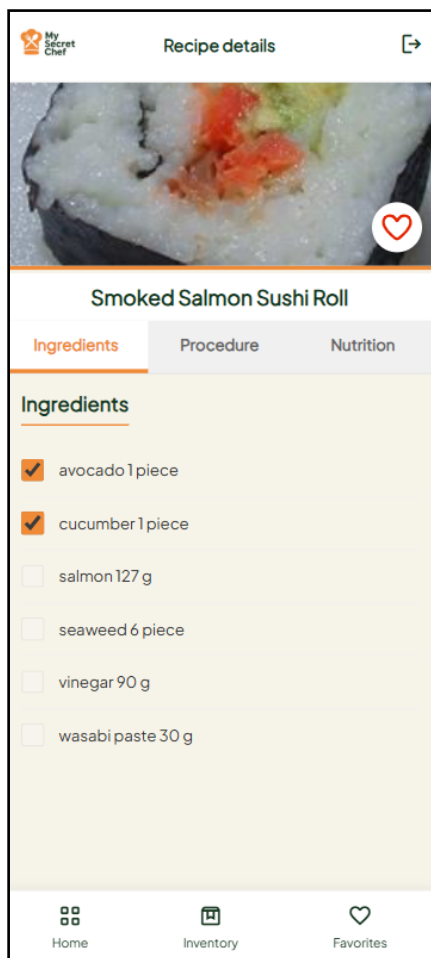 My
Secret
Chef
Recipe details
Smoked Salmon Sushi Roll
Ingredients Procedure Nutrition
Ingredients
avocado 1 piece
cucumber 1 piece
salmon 127 g
seaweed 6 piece
vinegar 90 g
wasabi paste 30 g
Home Inventory Favorites